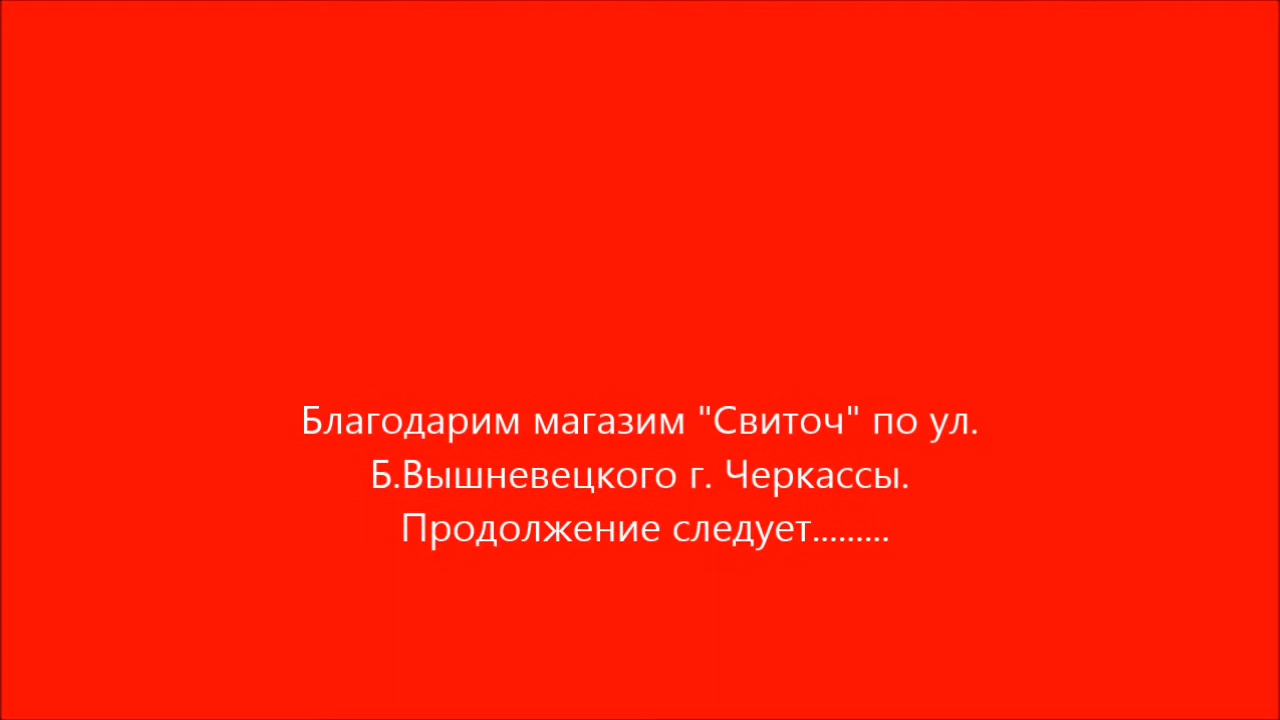 Благодарим магазим "Свиточ" по ул.
Б.Вышневецкого г. Черкассы.
Продолжение следует.........